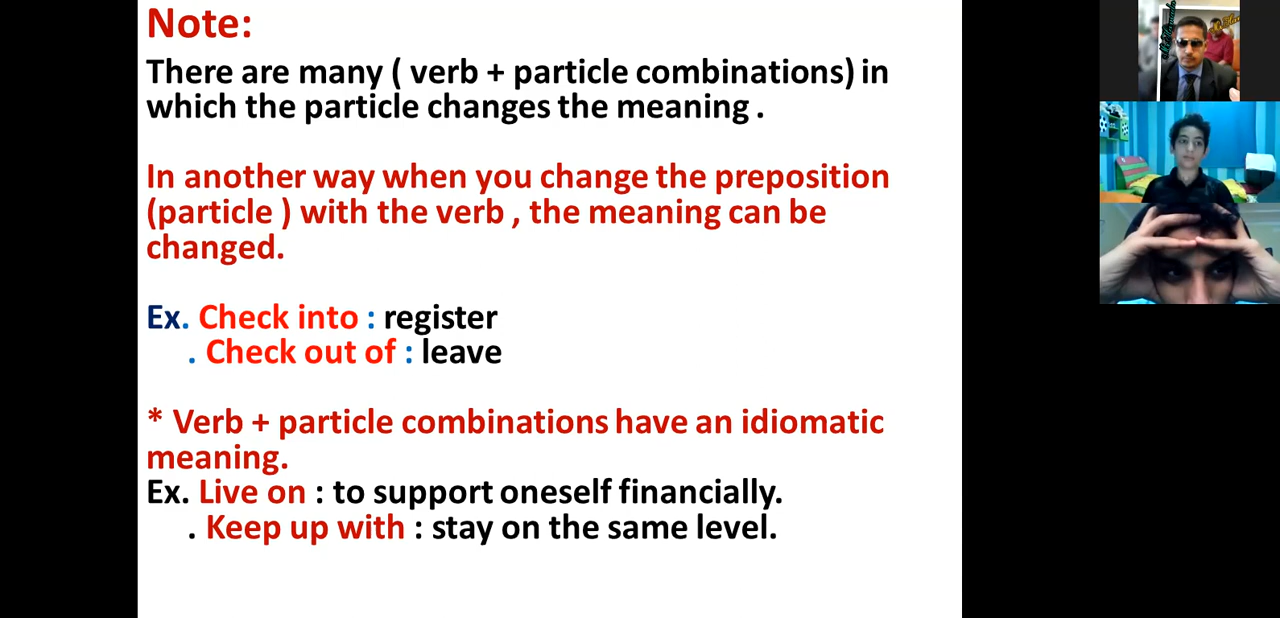 Note:
There are many ( verb + particle combinations) in
which the particle changes the meaning .
In another way when you change the preposition
(particle ) with the verb , the meaning can be
changed.
Ex. Check into : register
. Check out of : leave
* Verb + particle combinations have an idiomatic
meaning.
Ex. Live on : to support oneself financially.
. Keep up with : stay on the same level.